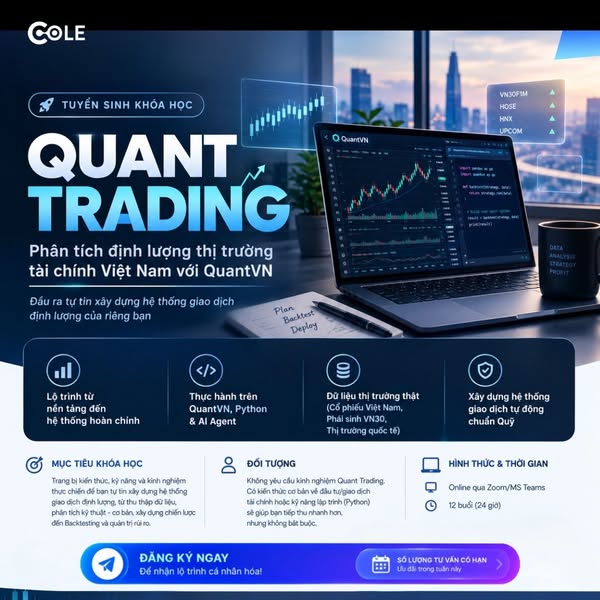 COLE
TUYỂN SINH KHÓA HỌC
QUANT
TRADING
Phân tích định lượng thị trường
tài chính Việt Nam với QuantVN
Đầu ra tự tin xây dựng hệ thống giao dịch
định lượng của riêng bạn
VN30F1M
HOSE
HNX
UPCOM
QuantVN
DATA
ANALYSIS
STRATEGY
PROFIT
Plan
Backtest
Deploy
Lộ trình từ
nền tảng đến
hệ thống hoàn chỉnh
Thực hành trên
QuantVN, Python
& AI Agent
Dữ liệu thị trường thật
(Cổ phiếu Việt Nam,
Phái sinh VN30,
Thị trường quốc tế)
Xây dựng hệ thống
giao dịch tự động
chuẩn Quỹ
MỤC TIÊU KHÓA HỌC
Trang bị kiến thức, kỹ năng và kinh nghiệm
thực chiến để bạn tự tin xây dựng hệ thống
giao dịch định lượng, từ thu thập dữ liệu,
phân tích kỹ thuật - cơ bản, xây dựng chiến lược
đến Backtesting và quản trị rủi ro.
ĐỐI TƯỢNG
Không yêu cầu kinh nghiệm Quant Trading.
Có kiến thức cơ bản về đầu tư/giao dịch
tài chính hoặc kỹ năng lập trình (Python)
sẽ giúp bạn tiếp thu nhanh hơn,
nhưng không bắt buộc.
HÌNH THỨC & THỜI GIAN
Online qua Zoom/MS Teams
12 buổi (24 giờ)
ĐĂNG KÝ NGAY
Để nhận lộ trình cá nhân hóa!
SỐ LƯỢNG TƯ VẤN CÓ HẠN
Ưu đãi trong tuần này